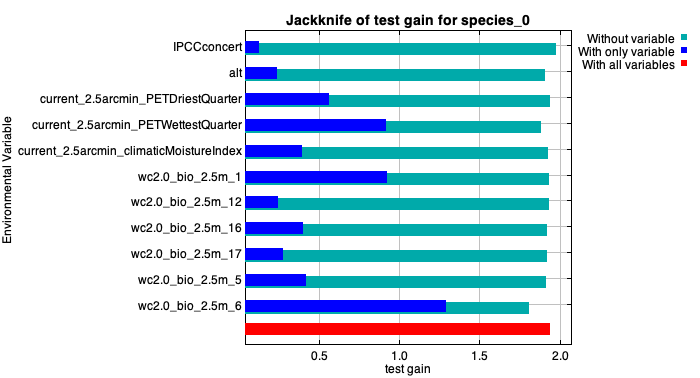 Jackknife of test gain for species_0
Without variable
With only variable
With all variables
Environmental Variable
IPCCconcert
alt
current_2.5arcmin_PETDriestQuarter
current_2.5arcmin_PETWettestQuarter
current_2.5arcmin_climaticMoistureIndex
wc2.0_bio_2.5m_1
wc2.0_bio_2.5m_12
wc2.0_bio_2.5m_16
wc2.0_bio_2.5m_17
wc2.0_bio_2.5m_5
wc2.0_bio_2.5m_6
0.5 1.0 1.5 2.0
test gain